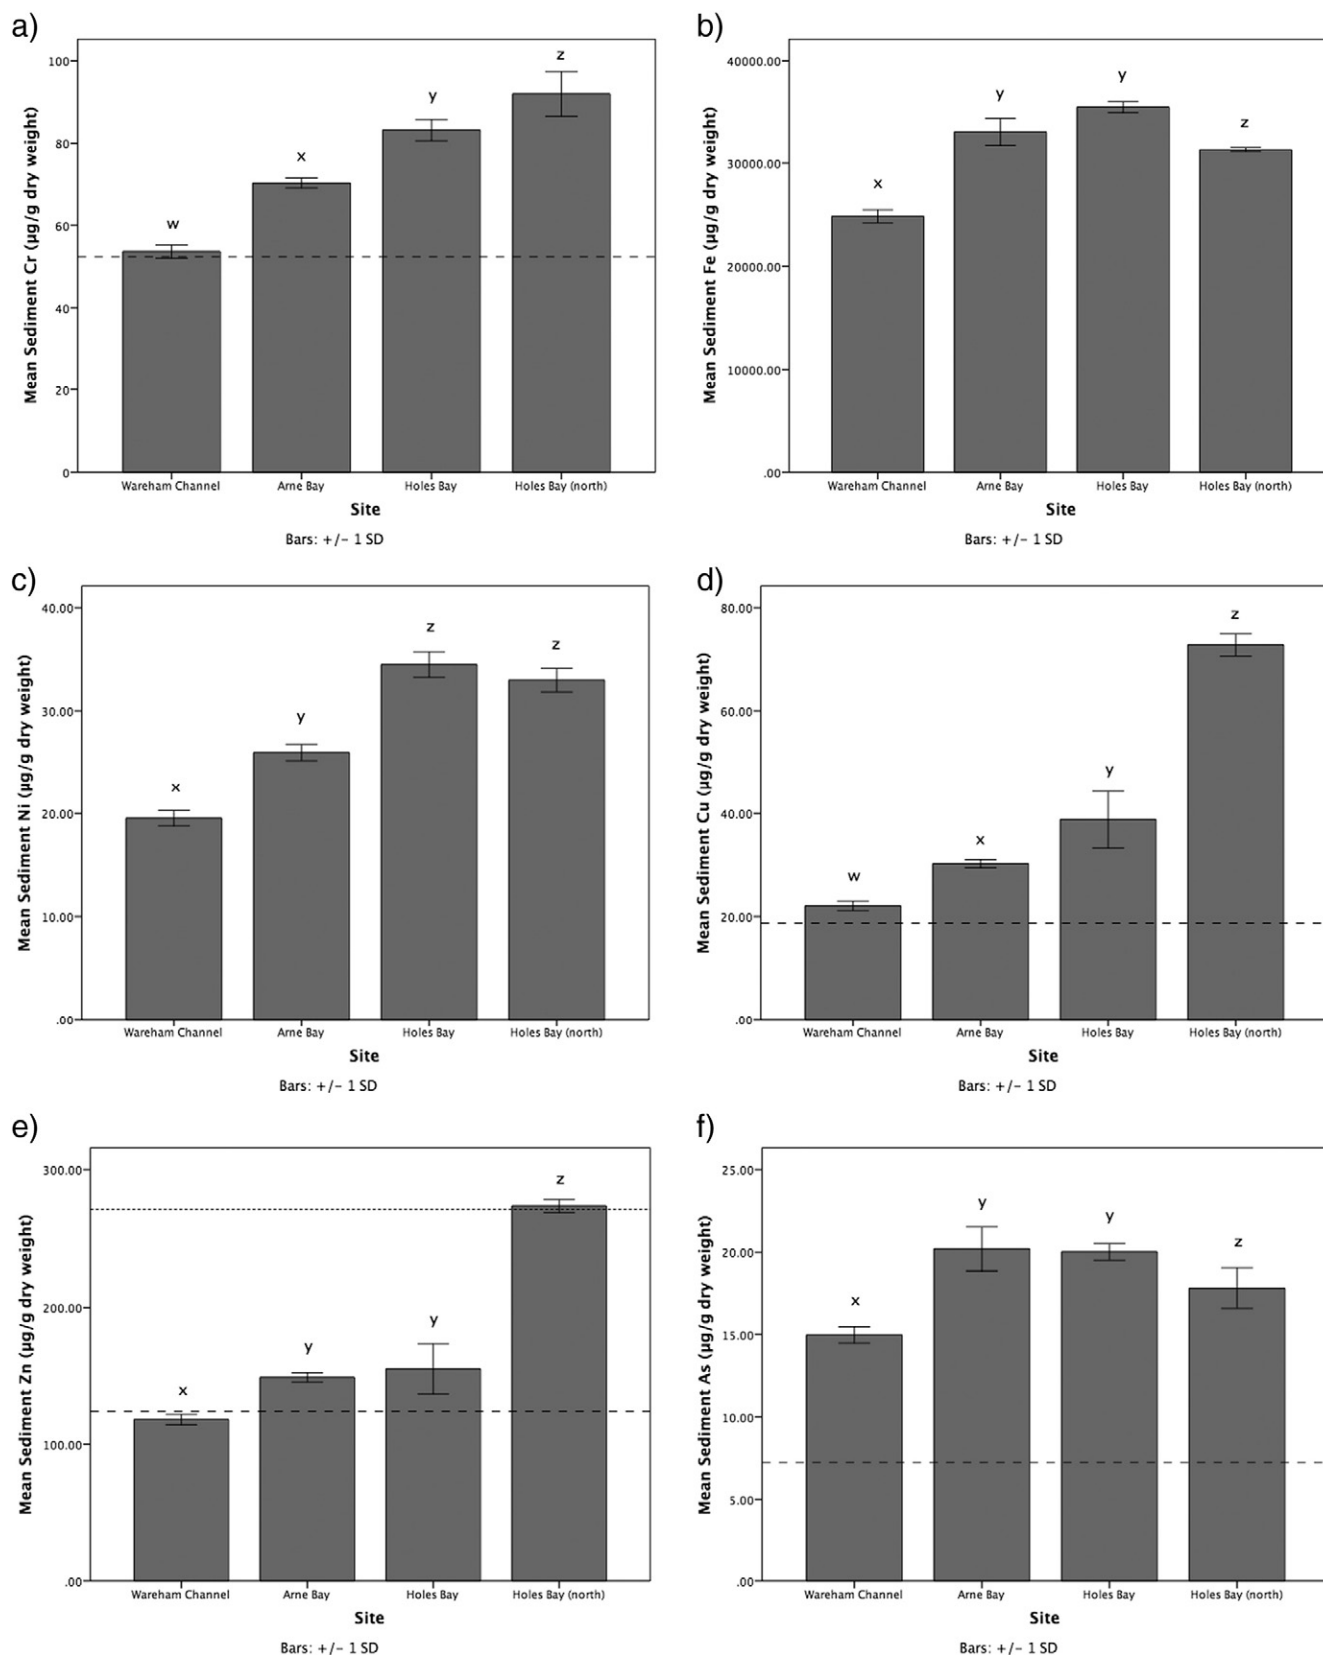 a)
Mean Sediment Cr (µg/g dry weight)
100
80
60
40
20
0
w
x
y
z
Wareham Channel Arne Bay Holes Bay Holes Bay (north)
Site
Bars: +/- 1 SD
b)
Mean Sediment Fe (µg/g dry weight)
40000.00
30000.00
20000.00
10000.00
.00
x
y
y
z
Wareham Channel Arne Bay Holes Bay Holes Bay (north)
Site
Bars: +/- 1 SD
c)
Mean Sediment Ni (µg/g dry weight)
40.00
30.00
20.00
10.00
.00
x
y
z
z
Wareham Channel Arne Bay Holes Bay Holes Bay (north)
Site
Bars: +/- 1 SD
d)
Mean Sediment Cu (µg/g dry weight)
80.00
60.00
40.00
20.00
.00
w
x
y
z
Wareham Channel Arne Bay Holes Bay Holes Bay (north)
Site
Bars: +/- 1 SD
e)
Mean Sediment Zn (µg/g dry weight)
300.00
200.00
100.00
.00
x
y
y
z
Wareham Channel Arne Bay Holes Bay Holes Bay (north)
Site
Bars: +/- 1 SD
f)
Mean Sediment As (µg/g dry weight)
25.00
20.00
15.00
10.00
5.00
.00
x
y
y
z
Wareham Channel Arne Bay Holes Bay Holes Bay (north)
Site
Bars: +/- 1 SD